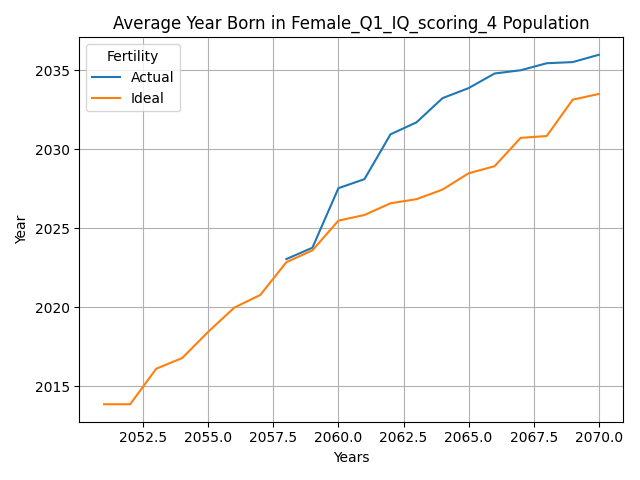 Average Year Born in Female_Q1_IQ_scoring_4 Population
Fertility
Actual
Ideal
2035
2030
2025
2020
2015
Year
2052.5 2055.0 2057.5 2060.0 2062.5 2065.0 2067.5 2070.0
Years